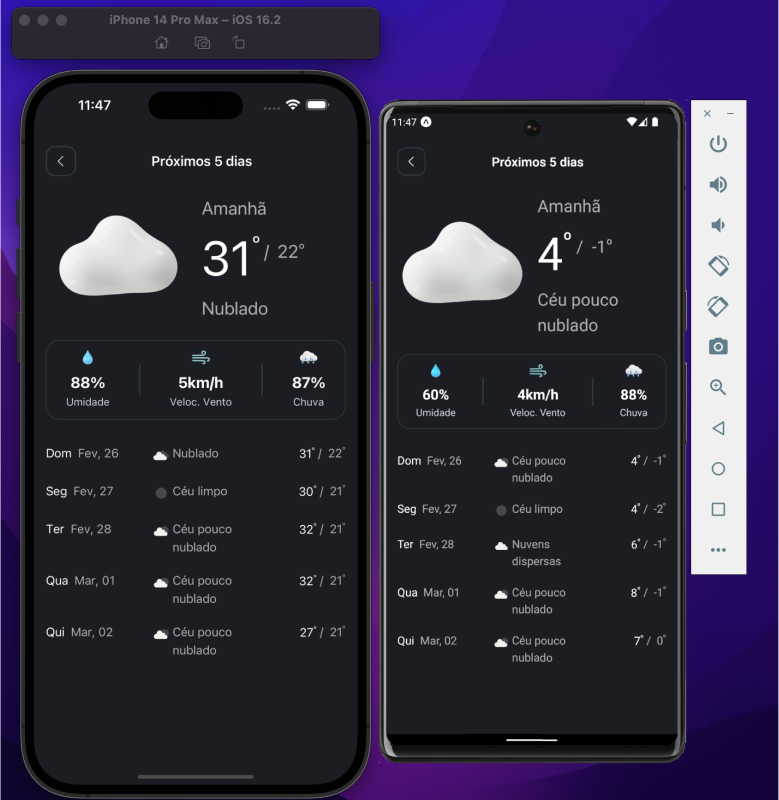 iPhone 14 Pro Max – iOS 16.2
11:47
Próximos 5 dias
Amanhã
31° / 22°
Nublado
88%
5km/h
87%
Umidade
Veloc. Vento
Chuva
Dom Fev, 26 Nublado 31° / 22°
Seg Fev, 27 Céu limpo 30° / 21°
Ter Fev, 28 Céu pouco 32° / 21°
nublado
Qua Mar, 01 Céu pouco 32° / 21°
nublado
Qui Mar, 02 Céu pouco 27° / 21°
nublado
11:47
Próximos 5 dias
Amanhã
4° / -1°
Céu pouco
nublado
60%
4km/h
88%
Umidade
Veloc. Vento
Chuva
Dom Fev, 26 Céu pouco 4° / -1°
nublado
Seg Fev, 27 Céu limpo 4° / -2°
Ter Fev, 28 Nuvens 6° / -1°
dispersas
Qua Mar, 01 Céu pouco 8° / -1°
nublado
Qui Mar, 02 Céu pouco 7° / 0°
nublado